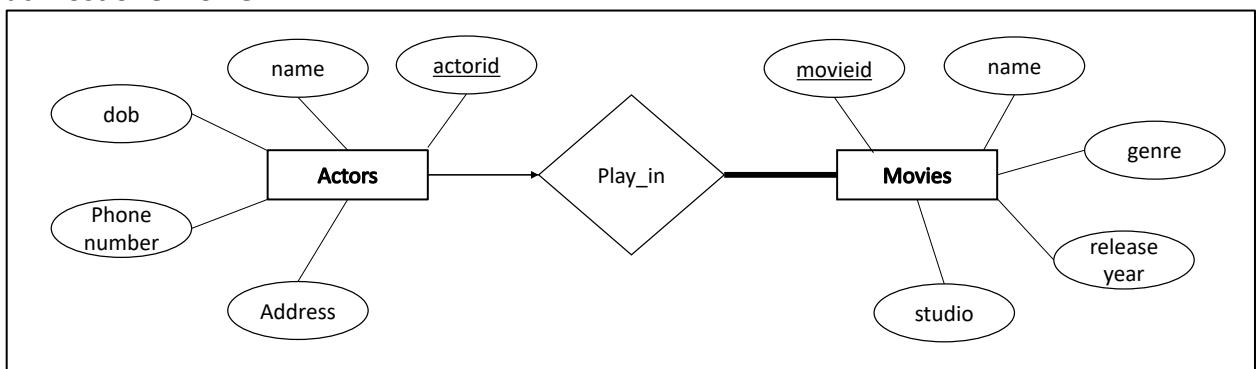 name
actorid
movieid
name
dob
genre
Actors
Play_in
Movies
Phone
number
release
year
Address
studio